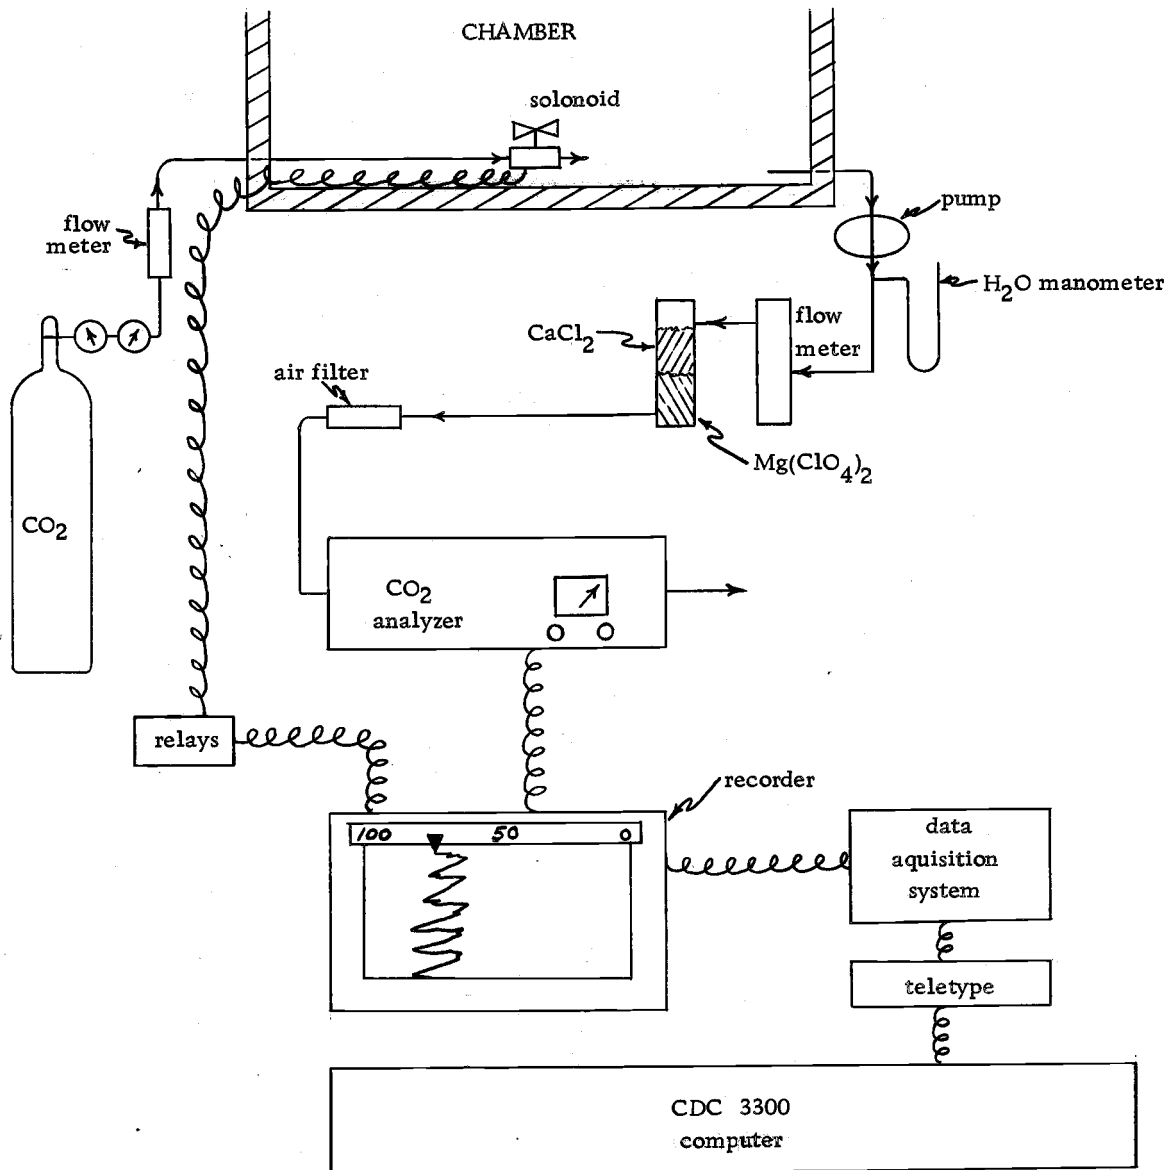 CHAMBER
solonoid
flow
meter
pump
H2O manometer
CaCl2
flow
meter
air filter
Mg(ClO4)2
CO2
CO2
analyzer
relays
recorder
100 50 0
data
aquisition
system
teletype
CDC 3300
computer